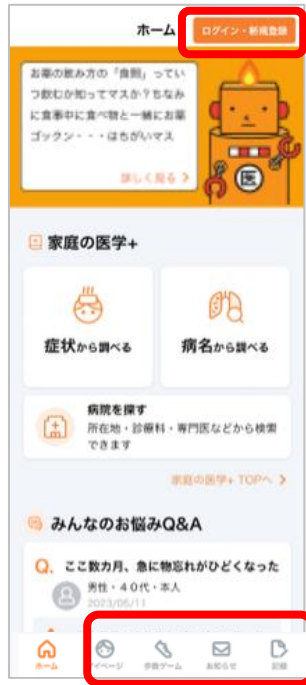 ホーム
ログイン・新規登録
お薬の飲み方の「食間」ってい
つ飲むか知ってマスか？ちなみ
に食事中に食べ物と一緒にお薬
ゴックン・・・はちがいマス
詳しく見る
医
家庭の医学+
症状から調べる
病名から調べる
病院を探す
所在地・診療科・専門医などから検索
できます
家庭の医学+ TOPへ
みんなのお悩みQ&A
Q. ここ数カ月、急に物忘れがひどくなった
男性・40代・本人
2023/05/11
ホーム
マイページ
歩数ゲーム
お知らせ
記録